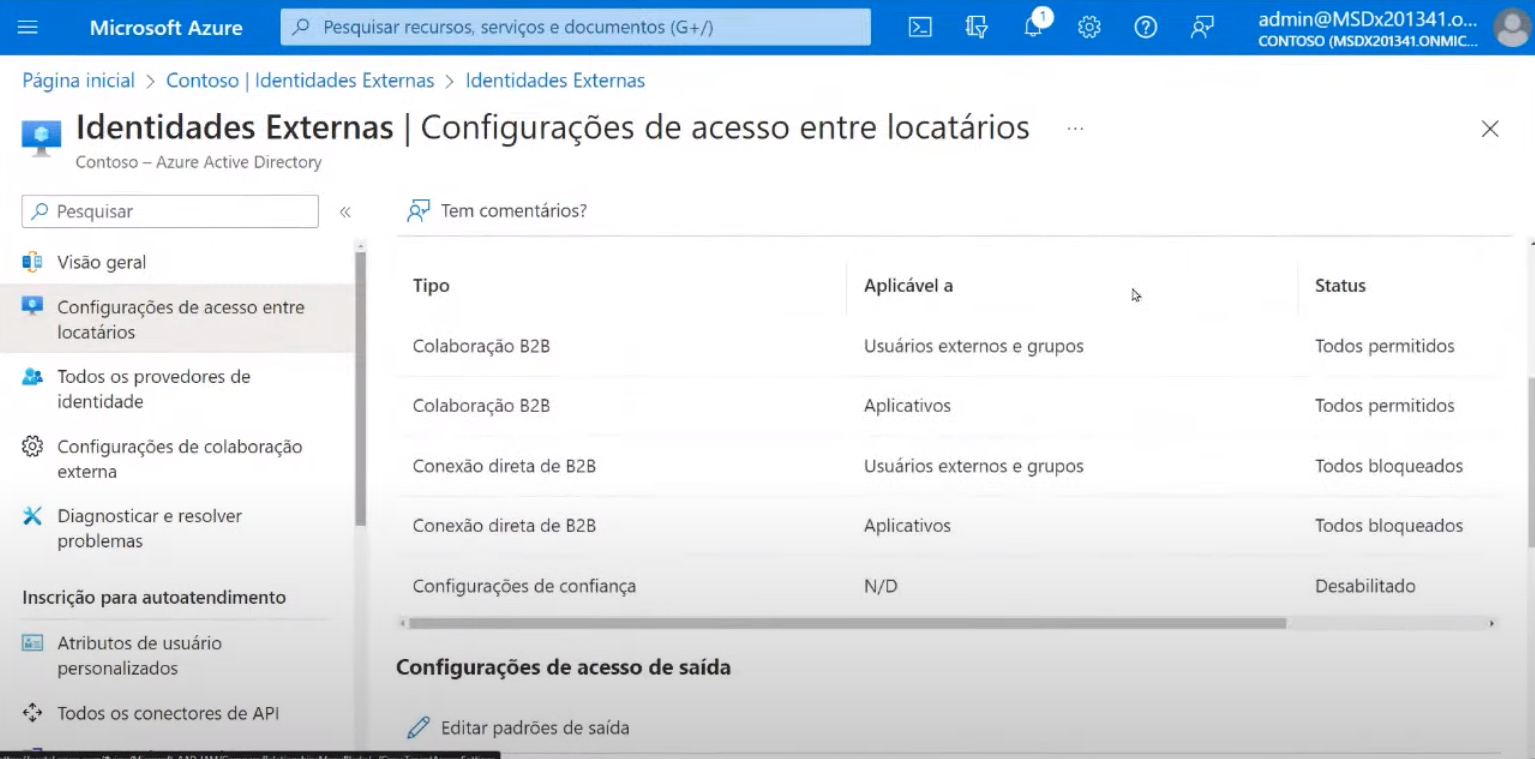 Microsoft Azure
Pesquisar recursos, serviços e documentos (G+/)
1
admin@MSDx201341.o...
CONTOSO (MSDX201341.ONMIC...
Página inicial > Contoso | Identidades Externas > Identidades Externas
Identidades Externas | Configurações de acesso entre locatários ...
Contoso – Azure Active Directory
Pesquisar
«
Tem comentários?
Visão geral
Configurações de acesso entre
locatários
Todos os provedores de
identidade
Configurações de colaboração
externa
Diagnosticar e resolver
problemas
Inscrição para autoatendimento
Atributos de usuário
personalizados
Todos os conectores de API
Tipo Aplicável a Status
Colaboração B2B Usuários externos e grupos Todos permitidos
Colaboração B2B Aplicativos Todos permitidos
Conexão direta de B2B Usuários externos e grupos Todos bloqueados
Conexão direta de B2B Aplicativos Todos bloqueados
Configurações de confiança N/D Desabilitado
Configurações de acesso de saída
Editar padrões de saída